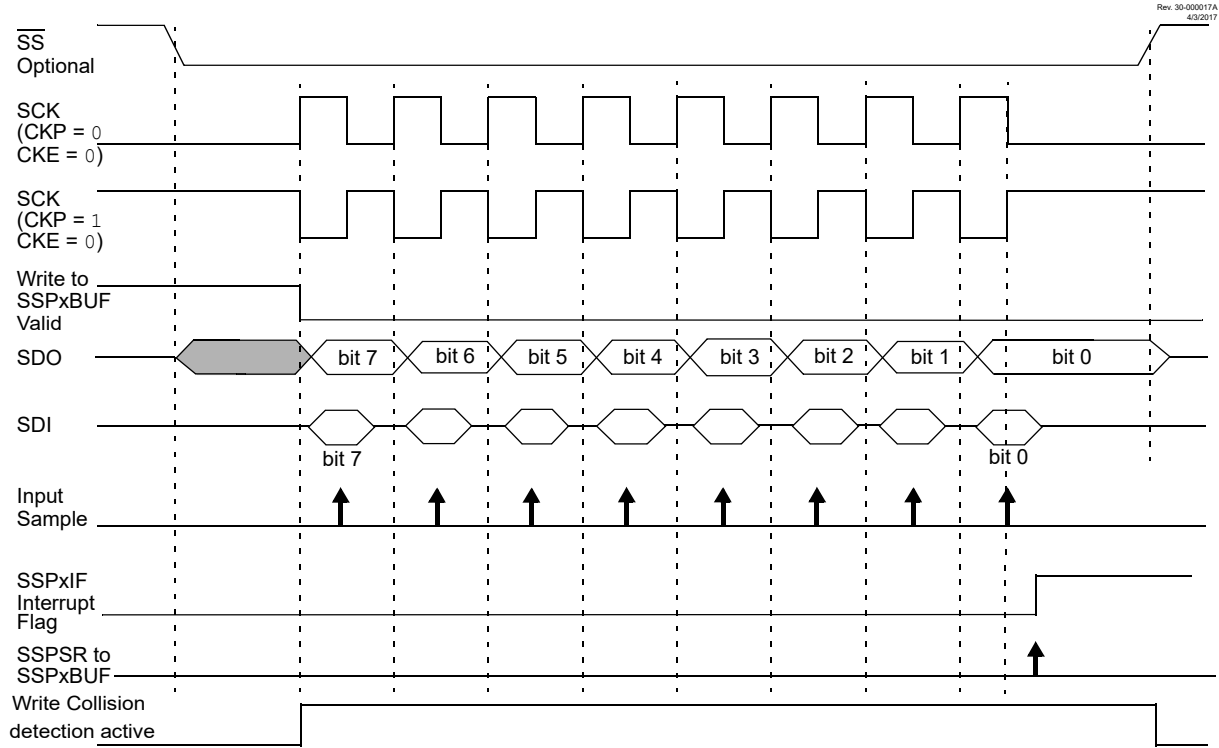 Rev. 30-000017A
4/3/2017
SS
Optional
SCK
(CKP = 0
CKE = 0)
SCK
(CKP = 1
CKE = 0)
Write to
SSPxBUF
Valid
SDO
bit 7 bit 6 bit 5 bit 4 bit 3 bit 2 bit 1 bit 0
SDI
bit 7 bit 0
Input
Sample
SSPxIF
Interrupt
Flag
SSPSR to
SSPxBUF
Write Collision
detection active